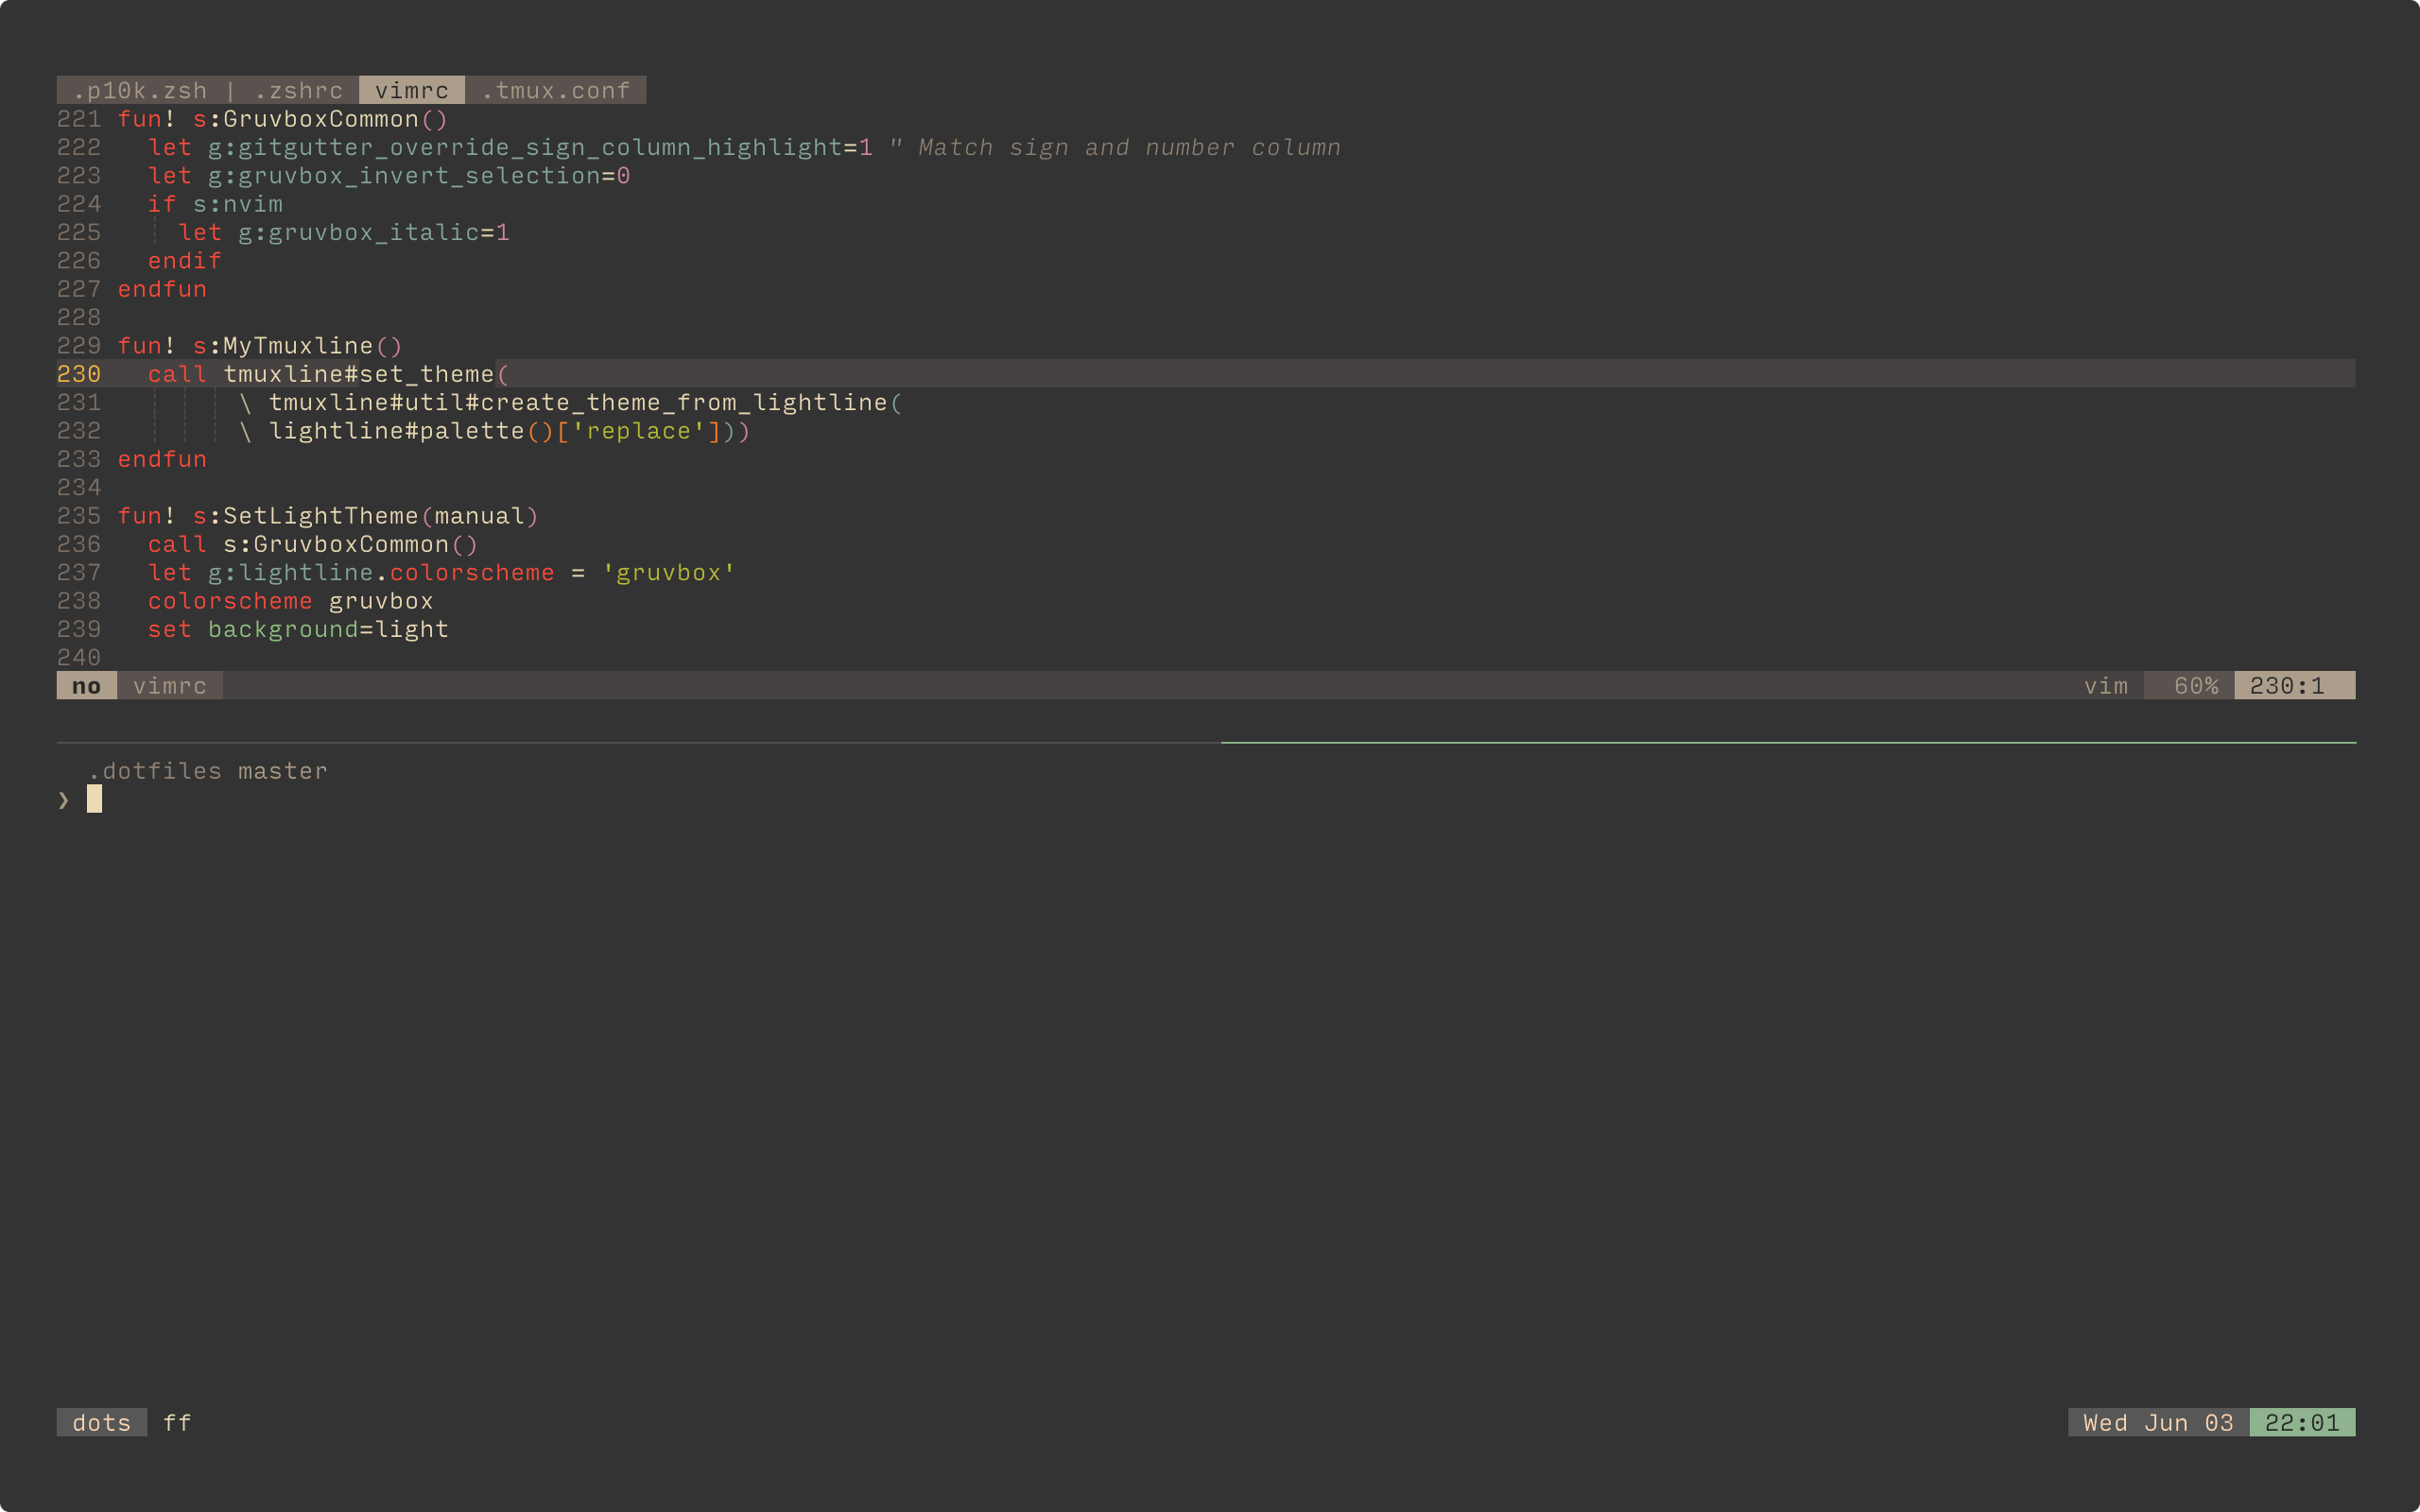 .p10k.zsh | .zshrc vimrc .tmux.conf
221 fun! s:GruvboxCommon()
222   let g:gitgutter_override_sign_column_highlight=1 " Match sign and number column
223   let g:gruvbox_invert_selection=0
224   if s:nvim
225   ¦ let g:gruvbox_italic=1
226   endif
227 endfun
228
229 fun! s:MyTmuxline()
230   call tmuxline#set_theme(
231   ¦ ¦ ¦ \ tmuxline#util#create_theme_from_lightline(
232   ¦ ¦ ¦ \ lightline#palette()['replace']))
233 endfun
234
235 fun! s:SetLightTheme(manual)
236   call s:GruvboxCommon()
237   let g:lightline.colorscheme = 'gruvbox'
238   colorscheme gruvbox
239   set background=light
240
no vimrc vim 60% 230:1
.dotfiles master
❯
dots ff Wed Jun 03 22:01